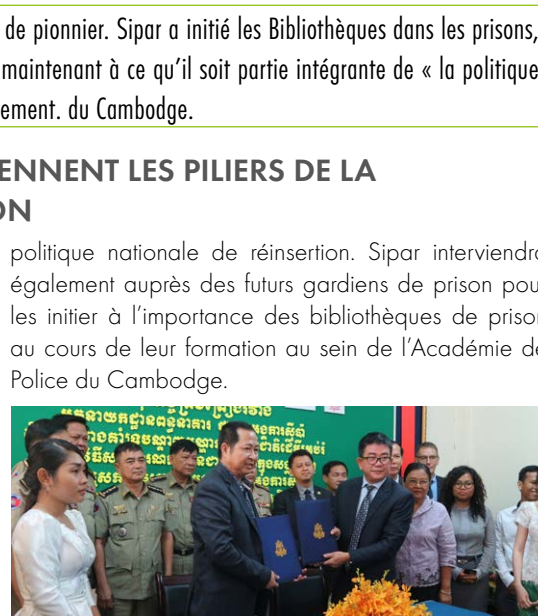 de pionnier. Sipar a initié les Bibliothèques dans les prisons,
maintenant à ce qu'il soit partie intégrante de « la politique
ement. du Cambodge.
ENNENT LES PILIERS DE LA
ON
politique nationale de réinsertion. Sipar interviendra
également auprès des futurs gardiens de prison pou
les initier à l'importance des bibliothèques de prison
au cours de leur formation au sein de l'Académie de
Police du Cambodge.